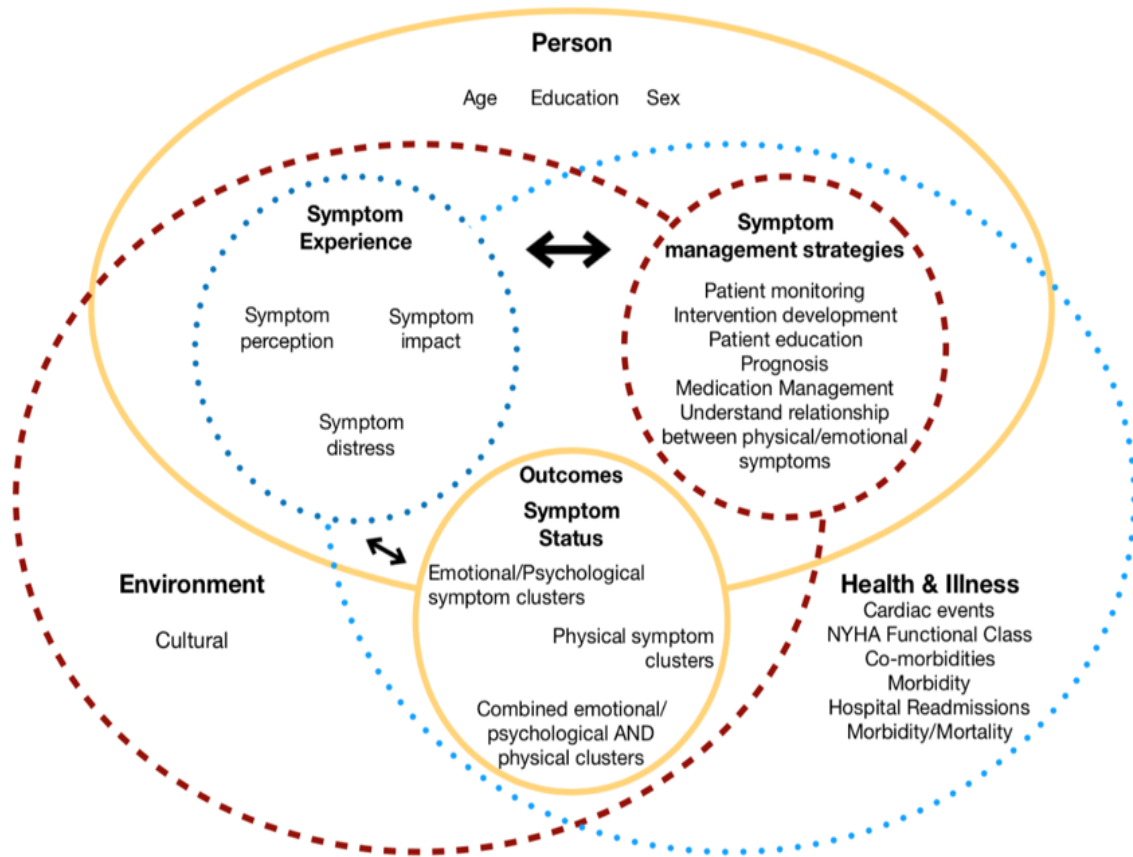 Person
Age Education Sex
Symptom
Experience
Symptom
perception
Symptom
impact
Symptom
distress
Symptom
management strategies
Patient monitoring
Intervention development
Patient education
Prognosis
Medication Management
Understand relationship
between physical/emotional
symptoms
Outcomes
Symptom
Status
Emotional/Psychological
symptom clusters
Physical symptom
clusters
Combined emotional/
psychological AND
physical clusters
Environment
Cultural
Health & Illness
Cardiac events
NYHA Functional Class
Co-morbidities
Morbidity
Hospital Readmissions
Morbidity/Mortality